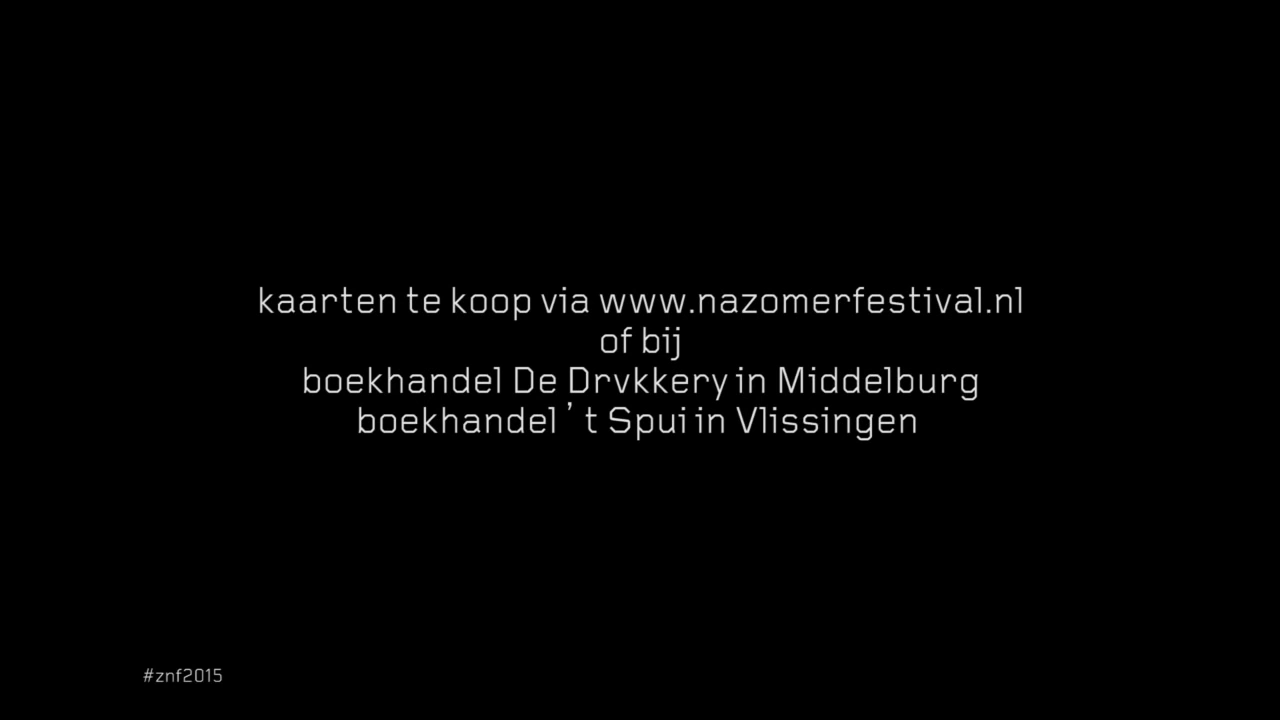 kaarten te koop via www.nazomerfestival.nl
of bij
boekhandel De Drvkkery in Middelburg
boekhandel 't Spui in Vlissingen
#znf2015